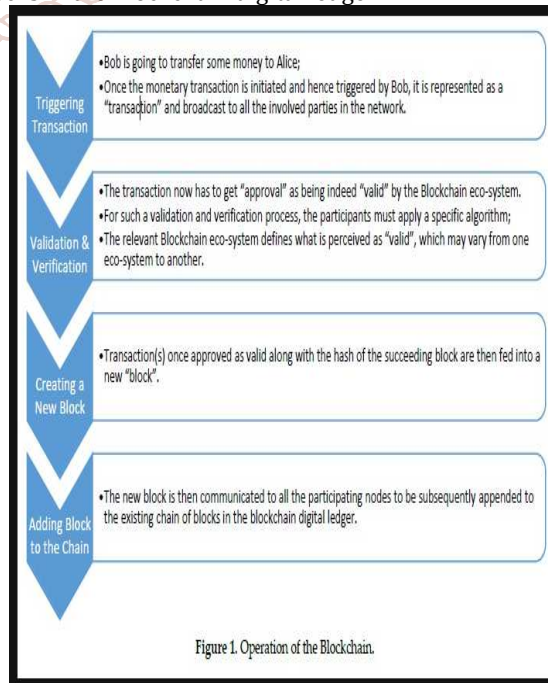 Triggering
Transaction
•Bob is going to transfer some money to Alice;
•Once the monetary transaction is initiated and hence triggered by Bob, it is represented as a
"transaction" and broadcast to all the involved parties in the network.
Validation &
Verification
•The transaction now has to get "approval" as being indeed "valid" by the Blockchain eco-system.
•For such a validation and verification process, the participants must apply a specific algorithm;
•The relevant Blockchain eco-system defines what is perceived as "valid", which may vary from one
eco-system to another.
Creating a
New Block
•Transaction(s) once approved as valid along with the hash of the succeeding block are then fed into a
new "block".
Adding Block
to the Chain
•The new block is then communicated to all the participating nodes to be subsequently appended to
the existing chain of blocks in the blockchain digital ledger.
Figure 1. Operation of the Blockchain.